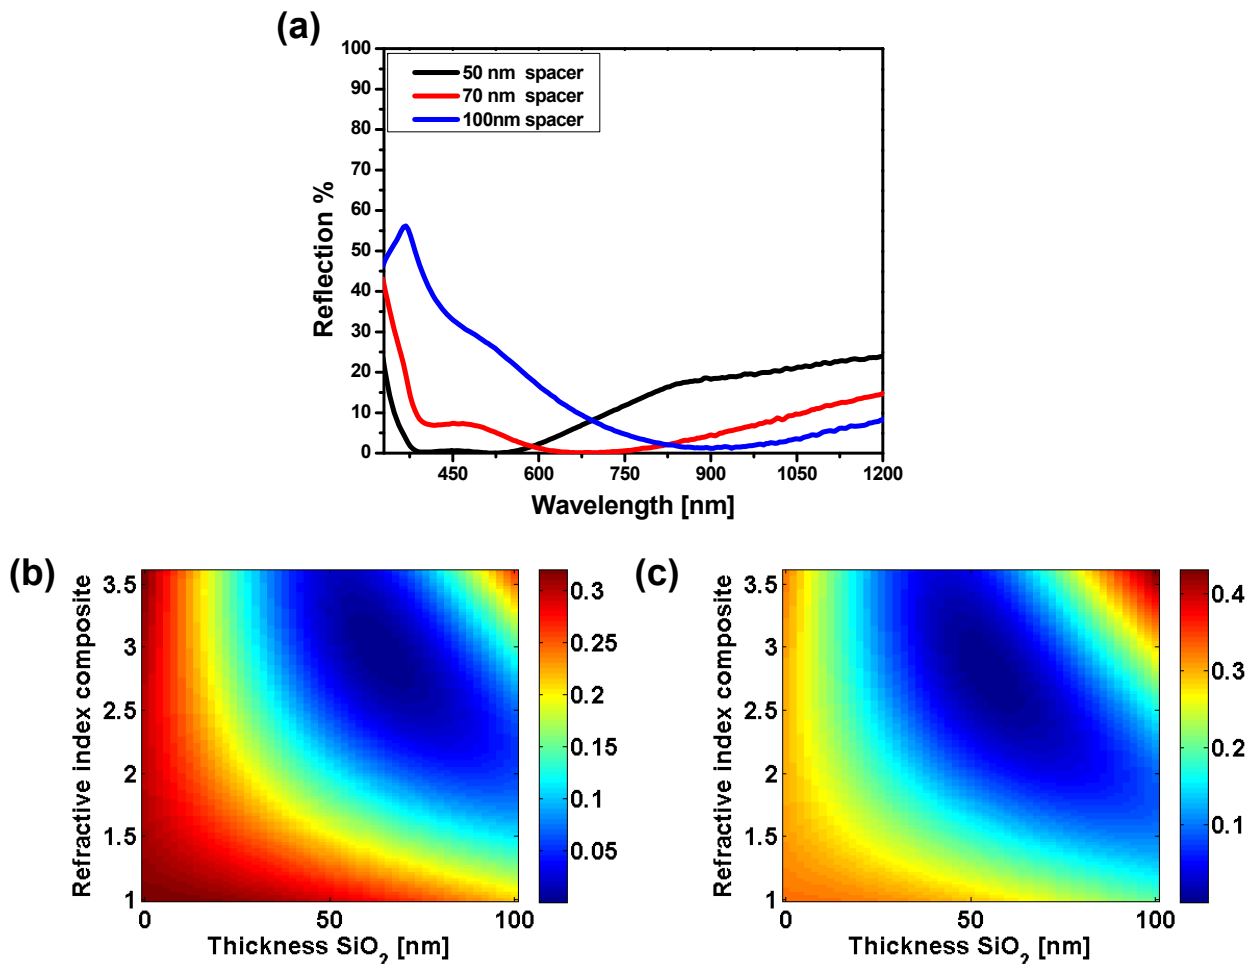 (a)
100
90
80
70
60
50
40
30
20
10
0
50 nm  spacer
70 nm  spacer
100nm spacer
Reflection %
450 600 750 900 1050 1200
Wavelength [nm]
(b)
Refractive index composite
3.5
3
2.5
2
1.5
1
0 50 100
Thickness SiO₂ [nm]
0.3
0.25
0.2
0.15
0.1
0.05
(c)
Refractive index composite
3.5
3
2.5
2
1.5
1
0 50 100
Thickness SiO₂ [nm]
0.4
0.3
0.2
0.1